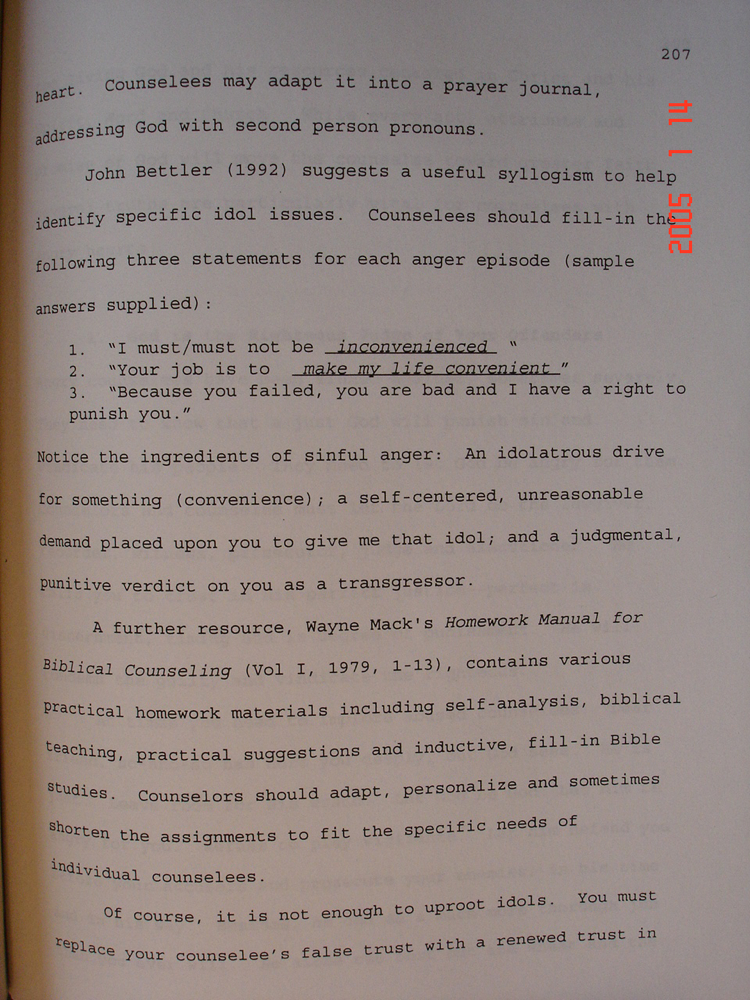 207
heart.  Counselees may adapt it into a prayer journal,
addressing God with second person pronouns.
John Bettler (1992) suggests a useful syllogism to help
identify specific idol issues.  Counselees should fill-in the
following three statements for each anger episode (sample
answers supplied):
1.  “I must/must not be _inconvenienced_ “
2.  “Your job is to  _make my life convenient_”
3.  “Because you failed, you are bad and I have a right to
punish you.”
Notice the ingredients of sinful anger:  An idolatrous drive
for something (convenience); a self-centered, unreasonable
demand placed upon you to give me that idol; and a judgmental,
punitive verdict on you as a transgressor.
A further resource, Wayne Mack's Homework Manual for
Biblical Counseling (Vol I, 1979, 1-13), contains various
practical homework materials including self-analysis, biblical
teaching, practical suggestions and inductive, fill-in Bible
studies.  Counselors should adapt, personalize and sometimes
shorten the assignments to fit the specific needs of
individual counselees.
Of course, it is not enough to uproot idols.  You must
replace your counselee's false trust with a renewed trust in
2005 1 14